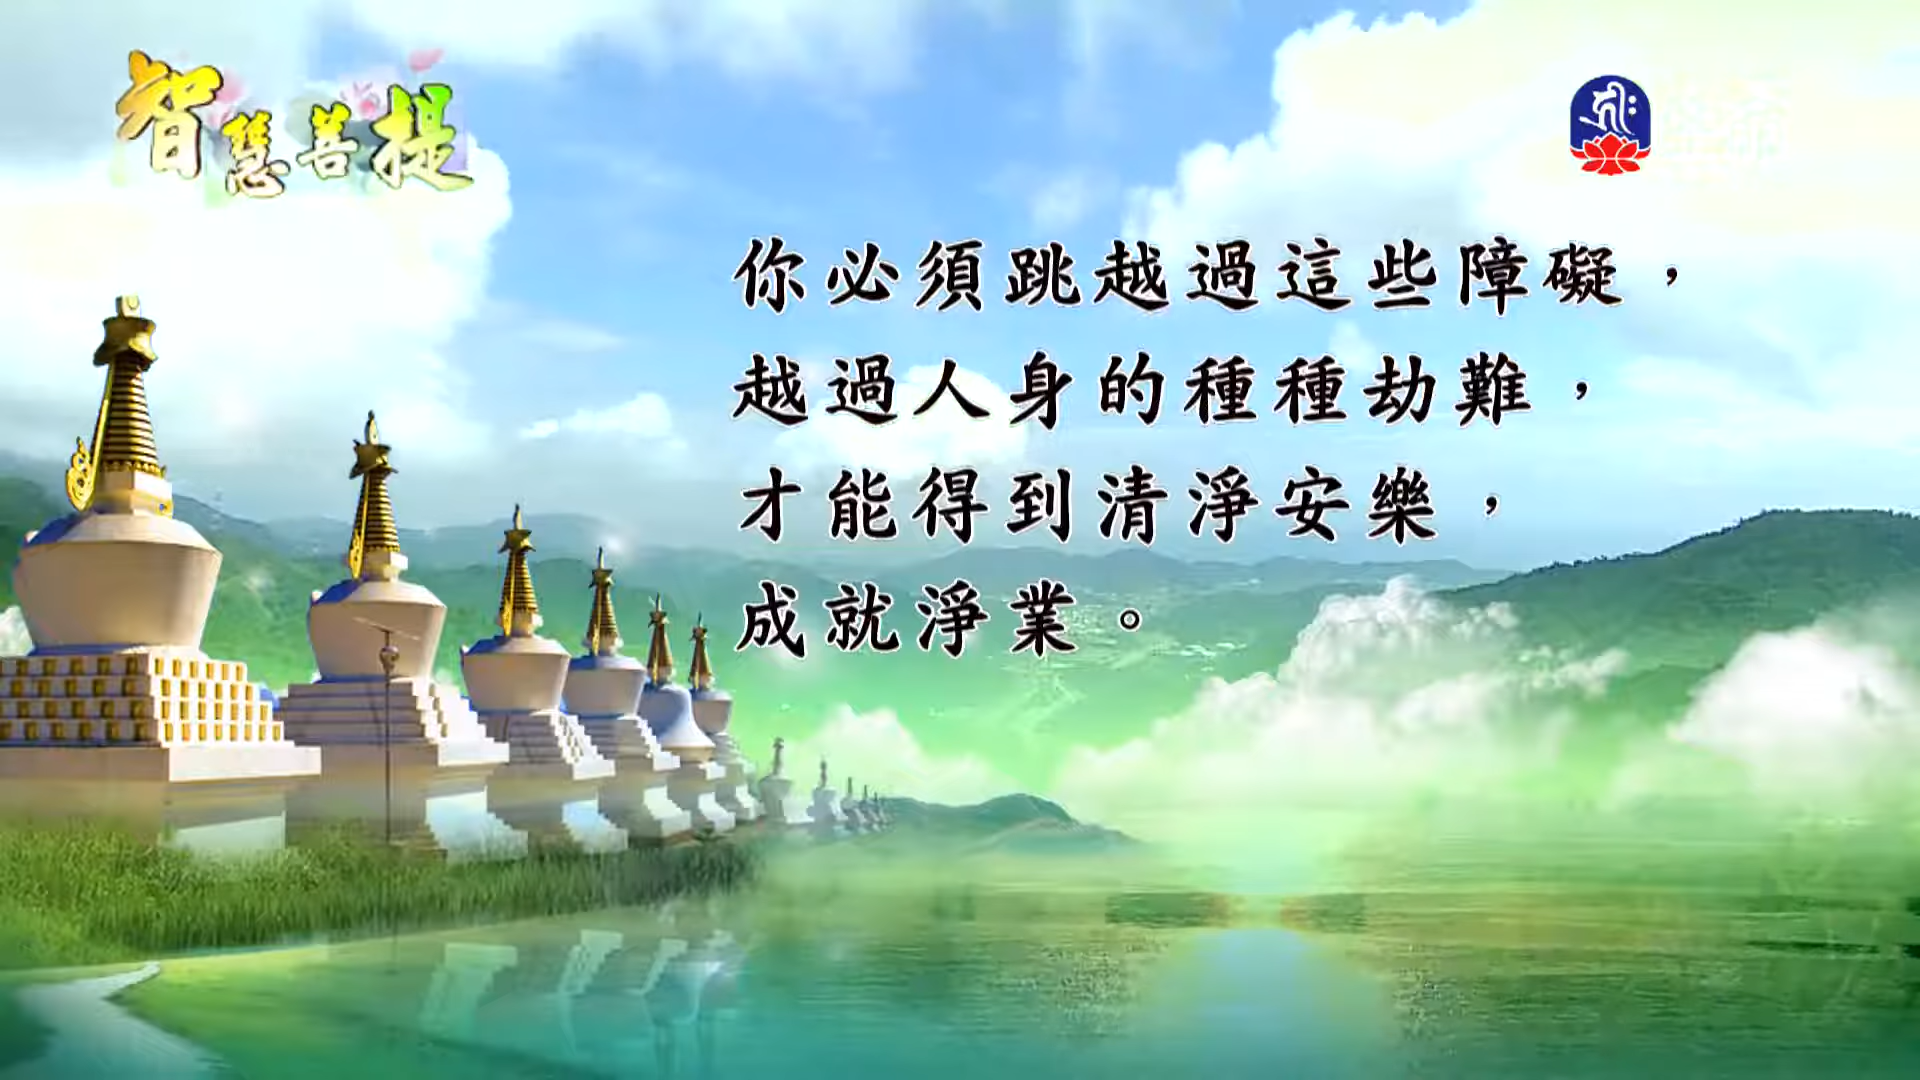 智慧菩提
你必須跳越過這些障礙，
越過人身的種種劫難，
才能得到清淨安樂，
成就淨業。